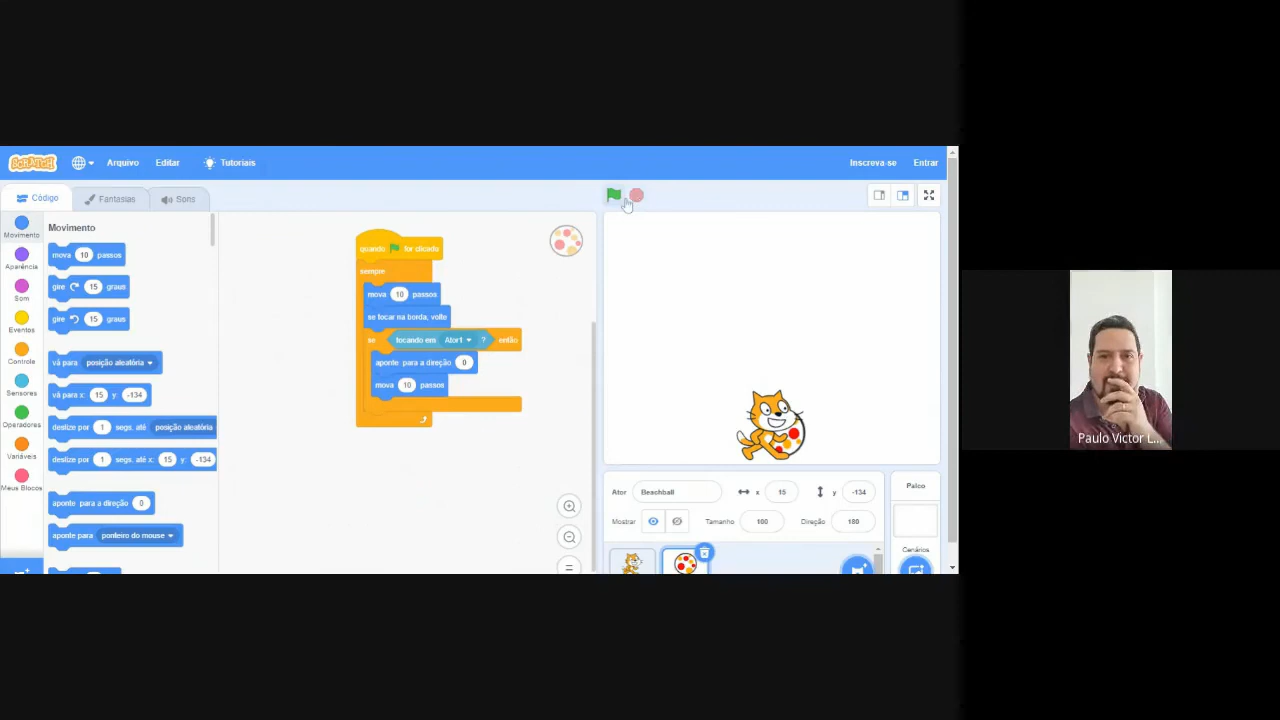 SCRATCH
Arquivo
Editar
Tutoriais
Inscreva-se
Entrar
Código
Fantasias
Sons
Movimento
Aparência
Som
Eventos
Controle
Sensores
Operadores
Variáveis
Meus Blocos
Movimento
mova 10 passos
gire 15 graus
gire 15 graus
vá para posição aleatória
vá para x: 15 y: -134
deslize por 1 segs. até posição aleatória
deslize por 1 segs. até x: 15 y: -134
aponte para a direção 0
aponte para ponteiro do mouse
quando for clicado
sempre
mova 10 passos
se tocar na borda, volte
se tocando em Ator1 ? então
aponte para a direção 0
mova 10 passos
Ator Beachball x 15 y -134
Mostrar Tamanho 100 Direção 180
Palco
Cenários
Paulo Victor L...